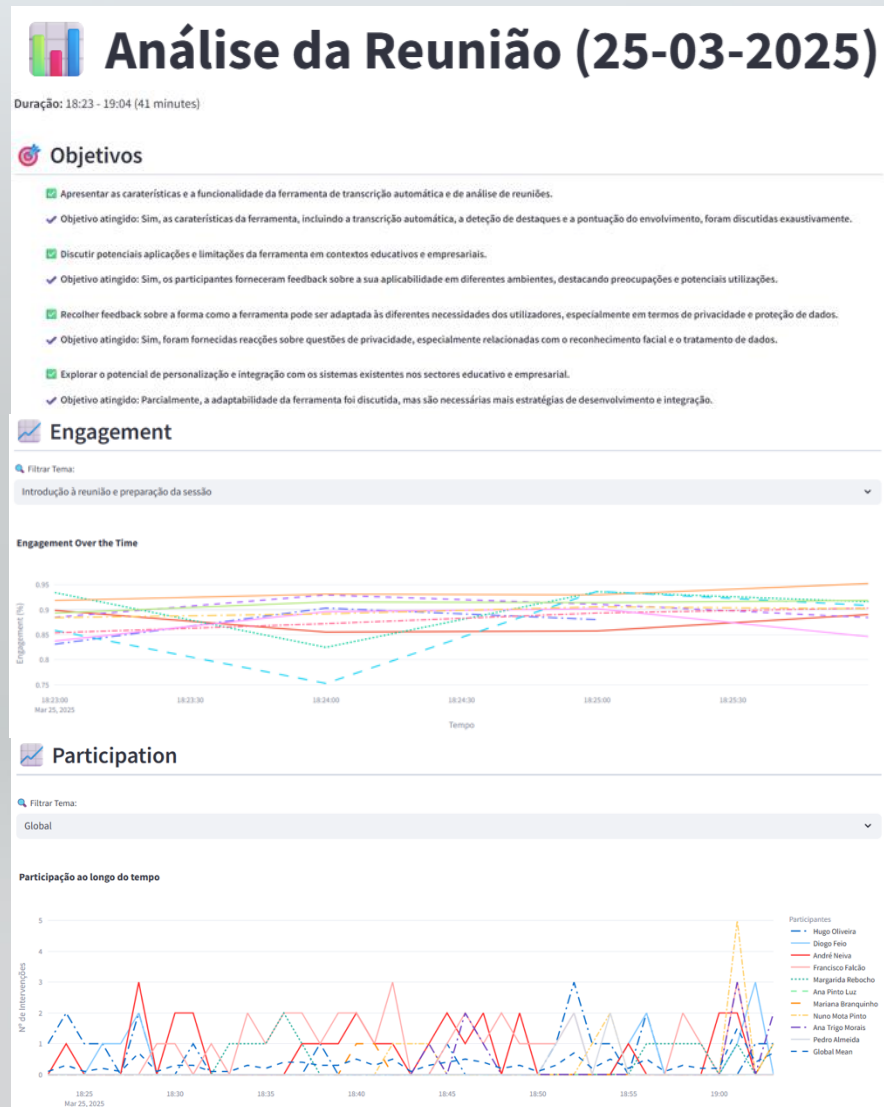 Análise da Reunião (25-03-2025)
Duração: 18:23 - 19:04 (41 minutes)
Objetivos
Apresentar as caraterísticas e a funcionalidade da ferramenta de transcrição automática e de análise de reuniões.
Objetivo atingido: Sim, as caraterísticas da ferramenta, incluindo a transcrição automática, a deteção de destaques e a pontuação do envolvimento, foram discutidas exaustivamente.
Discutir potenciais aplicações e limitações da ferramenta em contextos educativos e empresariais.
Objetivo atingido: Sim, os participantes forneceram feedback sobre a sua aplicabilidade em diferentes ambientes, destacando preocupações e potenciais utilizações.
Recolher feedback sobre a forma como a ferramenta pode ser adaptada às diferentes necessidades dos utilizadores, especialmente em termos de privacidade e proteção de dados.
Objetivo atingido: Sim, foram fornecidas reacções sobre questões de privacidade, especialmente relacionadas com o reconhecimento facial e o tratamento de dados.
Explorar o potencial de personalização e integração com os sistemas existentes nos sectores educativo e empresarial.
Objetivo atingido: Parcialmente, a adaptabilidade da ferramenta foi discutida, mas são necessárias mais estratégias de desenvolvimento e integração.
Engagement
Filtrar Tema:
Introdução à reunião e preparação da sessão
Engagement Over the Time
Engagement (%)
0.95
0.9
0.85
0.8
0.75
18:23:00 18:23:30 18:24:00 18:24:30 18:25:00 18:25:30
Mar 25, 2025
Tempo
Participation
Filtrar Tema:
Global
Participação ao longo do tempo
Nº de Intervenções
5
4
3
2
1
0
18:25 18:30 18:35 18:40 18:45 18:50 18:55 19:00
Mar 25, 2025
Participantes
Hugo Oliveira
Diogo Feio
André Neiva
Francisco Falcão
Margarida Rebocho
Ana Pinto Luz
Mariana Branquinho
Nuno Mota Pinto
Ana Trigo Morais
Pedro Almeida
Global Mean